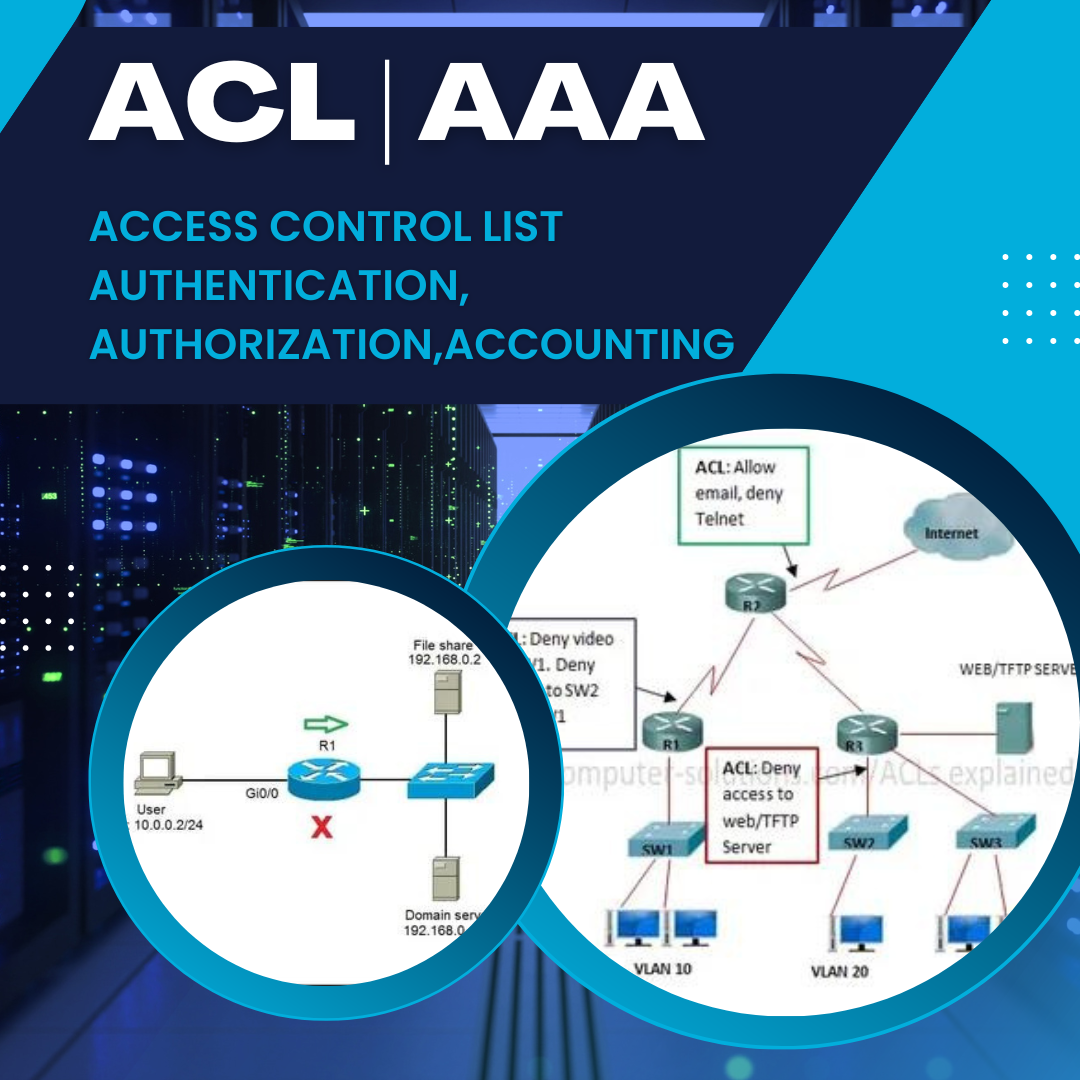 ACL | AAA
ACCESS CONTROL LIST
AUTHENTICATION,
AUTHORIZATION,ACCOUNTING
ACL: Allow
email, deny
Telnet
Internet
R2
: Deny video
Deny
to SW2
WEB/TFTP SERVE
R1
R3
ACL: Deny
access to
web/TFTP
Server
omputer-solutions.com/ACLs explained
SW1
SW2
SW3
VLAN 10
VLAN 20
File share
192.168.0.2
R1
Gi0/0
X
User
10.0.0.2/24
Domain serv
192.168.0.